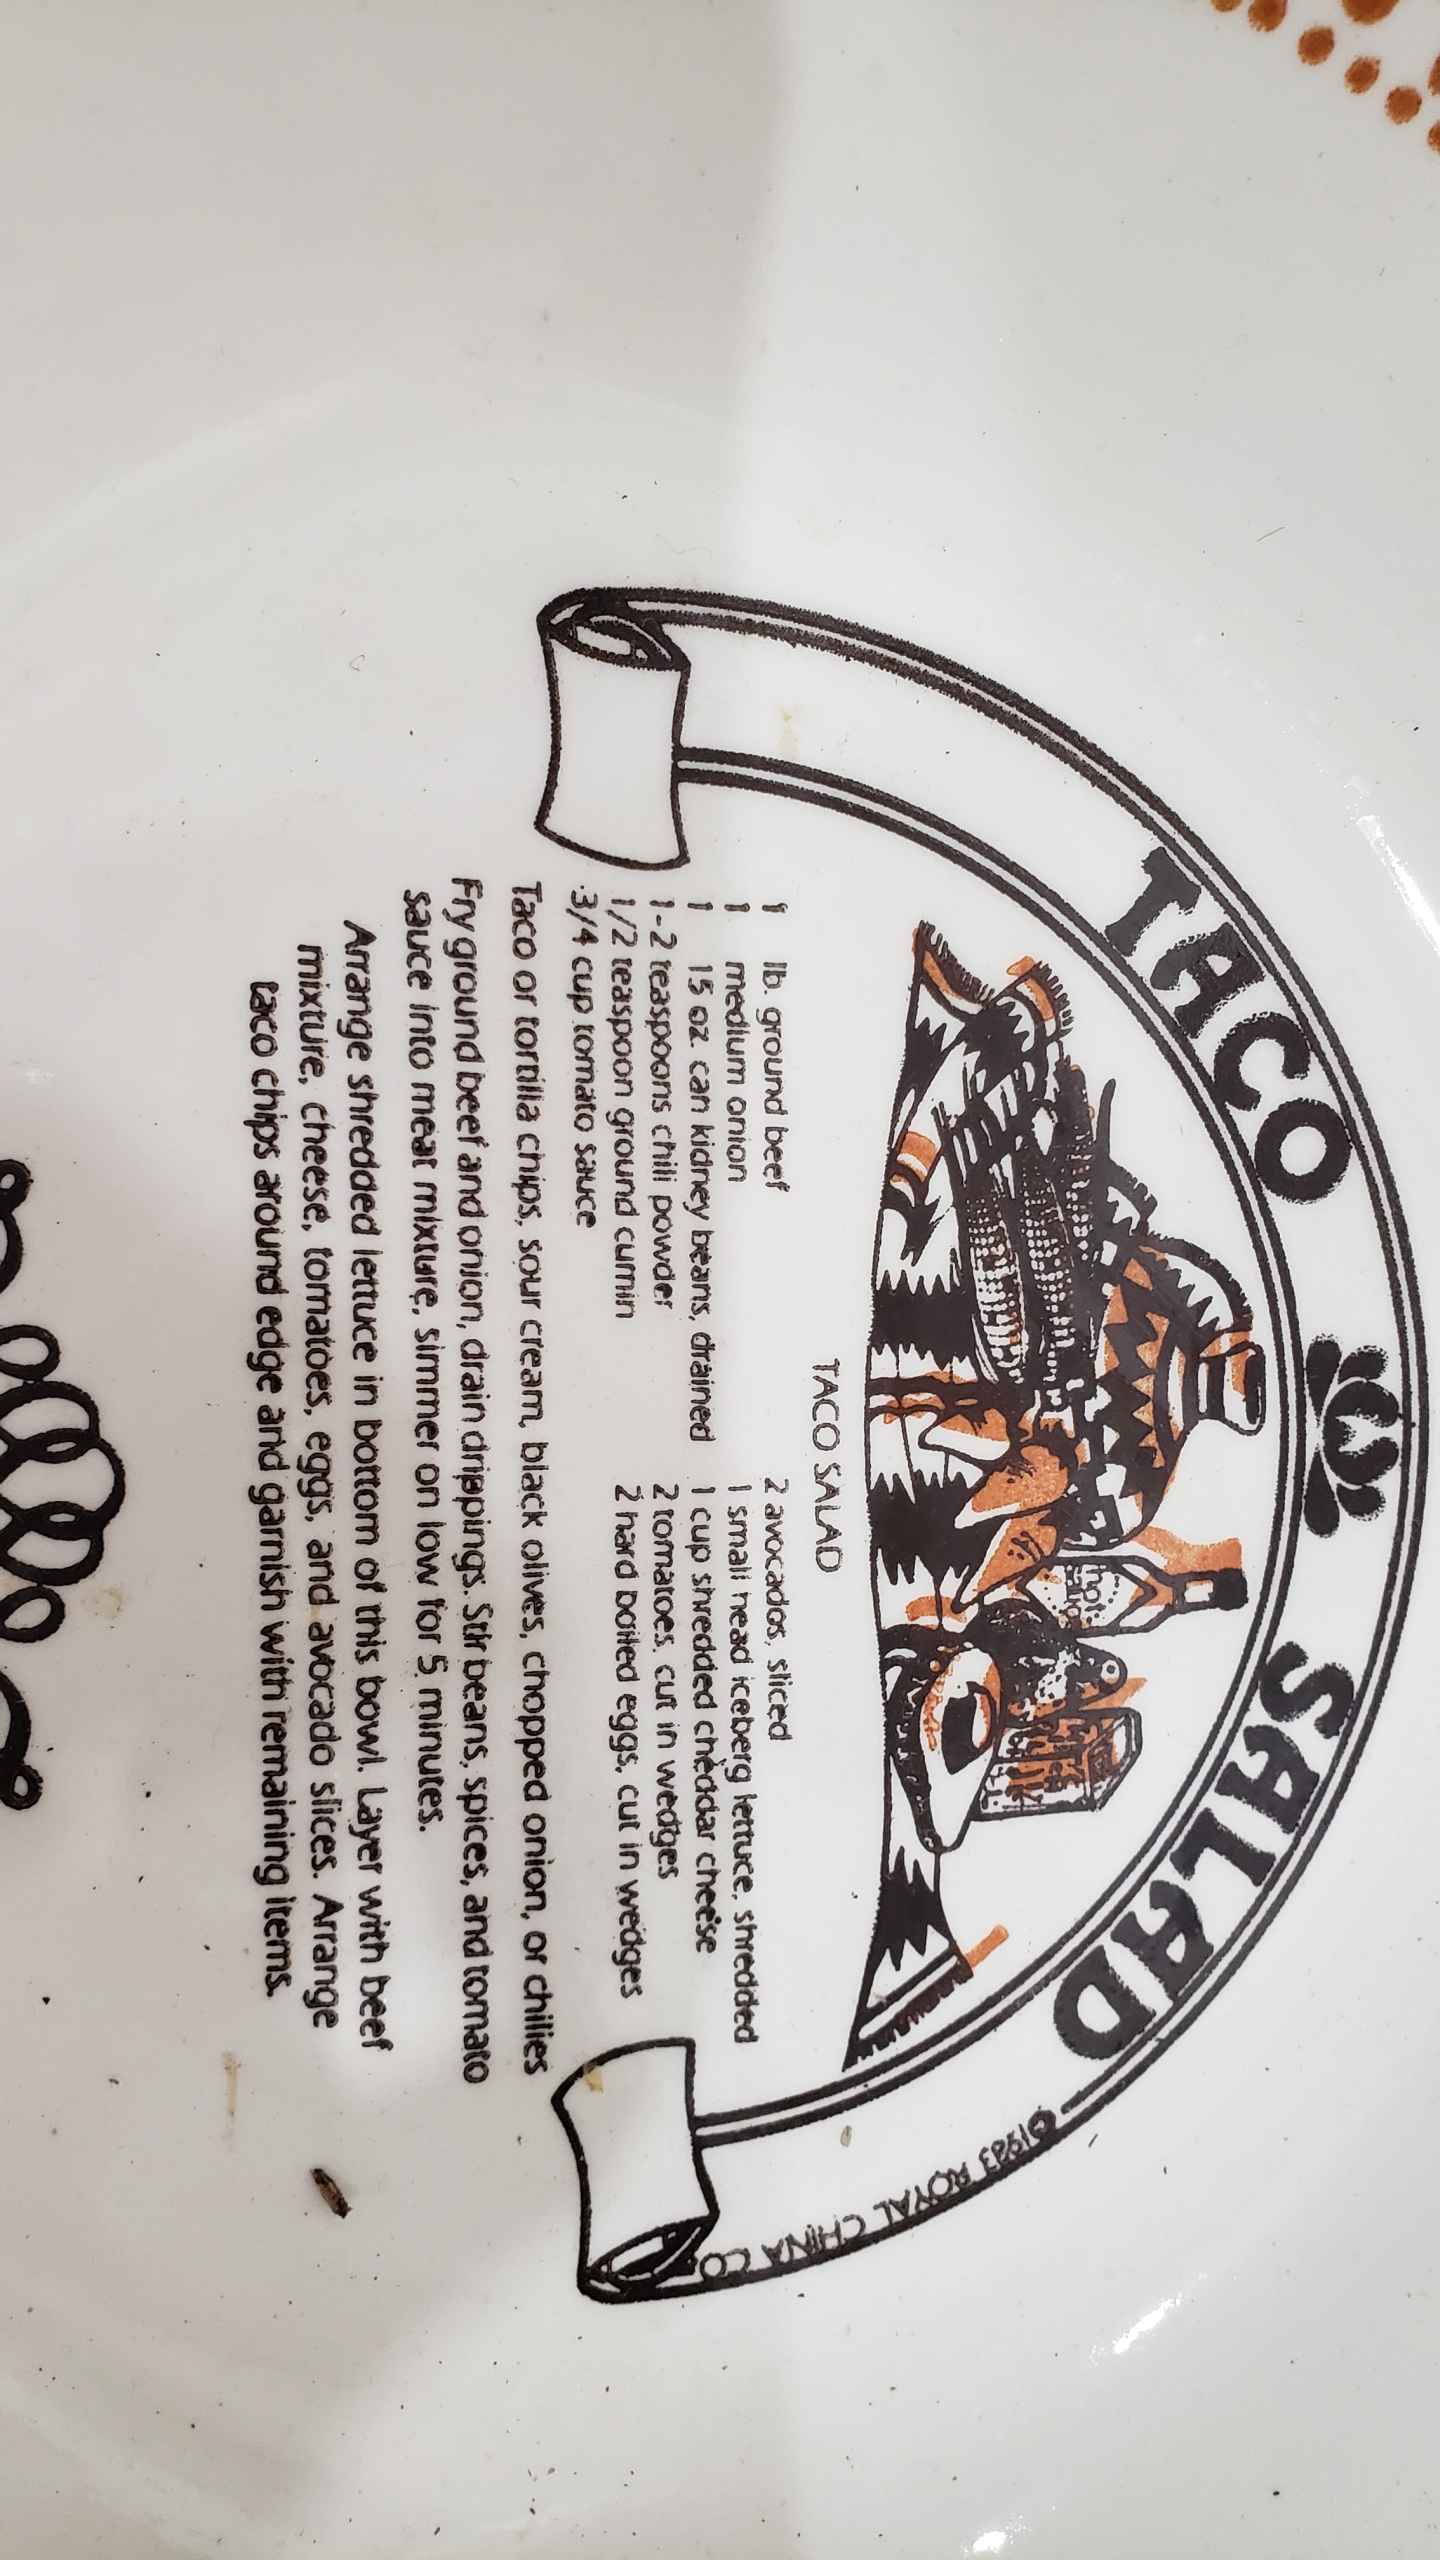 TACO SALAD
©1983 ROYAL CHINA CO
hot
TACO SALAD
1 lb. ground beef
1 medium onion
1 15 oz. can kidney beans, drained
1-2 teaspoons chili powder
1/2 teaspoon ground cumin
3/4 cup tomato sauce
2 avocados, sliced
1 small head iceberg lettuce, shredded
1 cup shredded cheddar cheese
2 tomatoes, cut in wedges
2 hard boiled eggs, cut in wedges
Taco or tortilla chips, sour cream, black olives, chopped onion, or chilies
Fry ground beef and onion, drain drippings. Stir beans, spices, and tomato
sauce into meat mixture, simmer on low for 5 minutes.
Arrange shredded lettuce in bottom of this bowl. Layer with beef
mixture, cheese, tomatoes, eggs, and avocado slices. Arrange
taco chips around edge and garnish with remaining items.